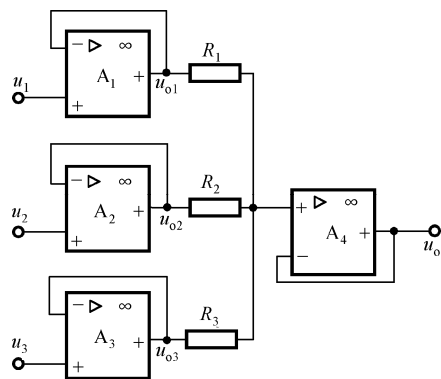 − ▷ ∞
A₁
+
u₁
+
uₒ₁
R₁
− ▷ ∞
A₂
+
u₂
+
uₒ₂
R₂
+ ▷ ∞
A₄
+
−
uₒ
− ▷ ∞
A₃
+
u₃
+
uₒ₃
R₃